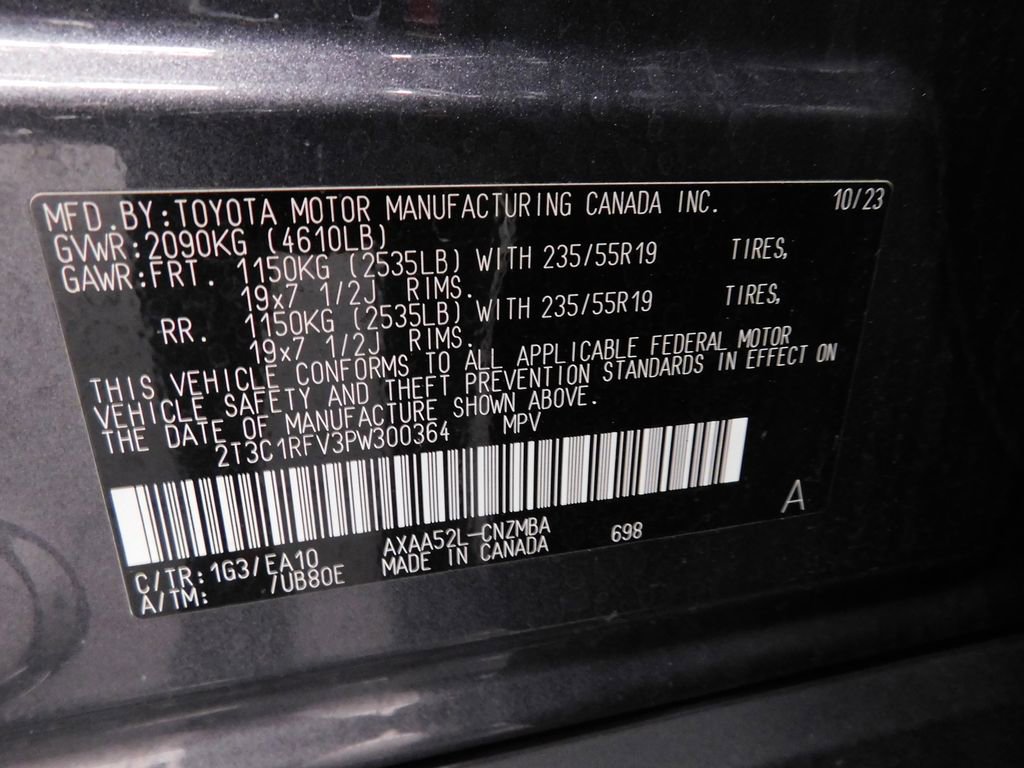 MFD.BY:TOYOTA MOTOR MANUFACTURING CANADA INC. 10/23
GVWR:2090KG (4610LB)
GAWR:FRT. 1150KG (2535LB) WITH 235/55R19 TIRES,
19x7 1/2J RIMS.
RR. 1150KG (2535LB) WITH 235/55R19 TIRES,
19x7 1/2J RIMS.
THIS VEHICLE CONFORMS TO ALL APPLICABLE FEDERAL MOTOR
VEHICLE SAFETY AND THEFT PREVENTION STANDARDS IN EFFECT ON
THE DATE OF MANUFACTURE SHOWN ABOVE.
2T3C1RFV3PW300364 MPV
A
C/TR:1G3/EA10 AXAA52L-CNZMBA 698
A/TM: /UB80E MADE IN CANADA